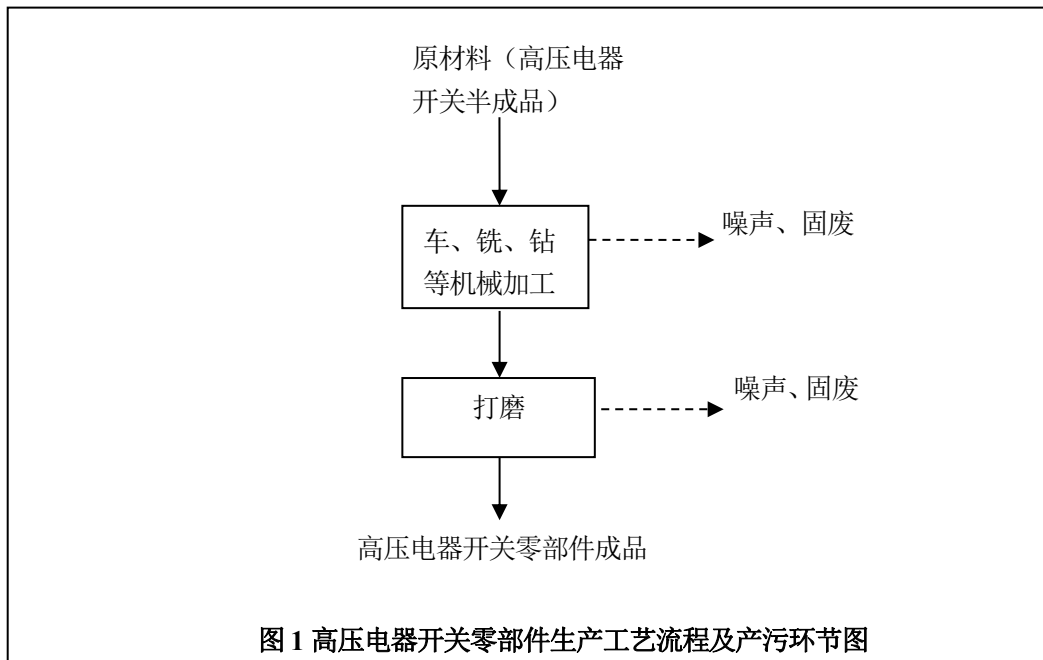 原材料（高压电器
开关半成品）
车、铣、钻
等机械加工
噪声、固废
打磨
噪声、固废
高压电器开关零部件成品
图 1 高压电器开关零部件生产工艺流程及产污环节图